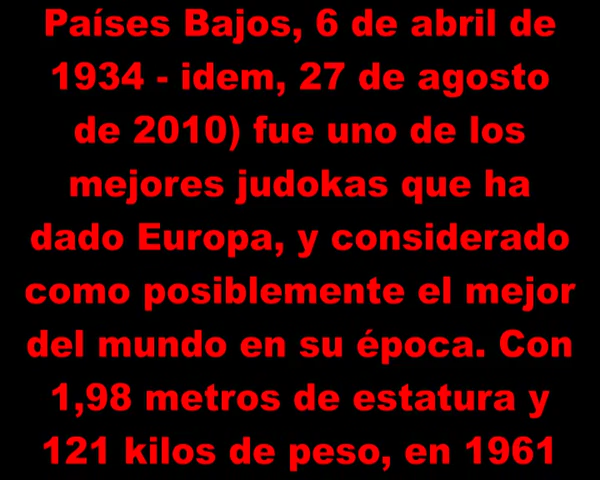 Países Bajos, 6 de abril de
1934 - idem, 27 de agosto
de 2010) fue uno de los
mejores judokas que ha
dado Europa, y considerado
como posiblemente el mejor
del mundo en su época. Con
1,98 metros de estatura y
121 kilos de peso, en 1961